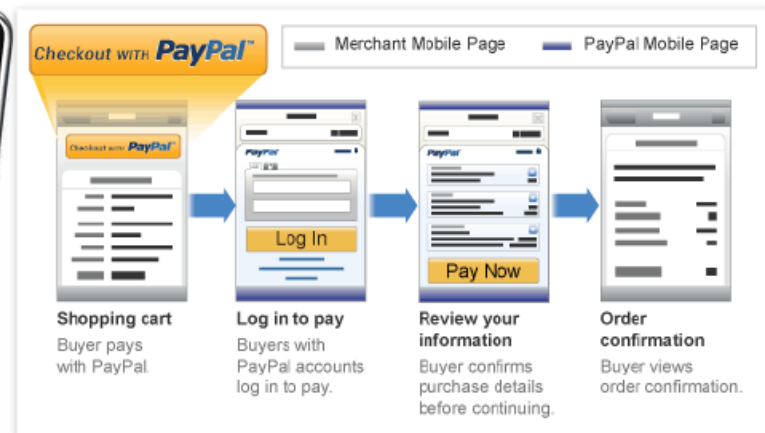 Checkout WITH PayPal™
Merchant Mobile Page
PayPal Mobile Page
Checkout WITH PayPal™
PayPal
Log In
PayPal
Pay Now
Shopping cart
Buyer pays
with PayPal.
Log in to pay
Buyers with
PayPal accounts
log in to pay.
Review your
information
Buyer confirms
purchase details
before continuing.
Order
confirmation
Buyer views
order confirmation.